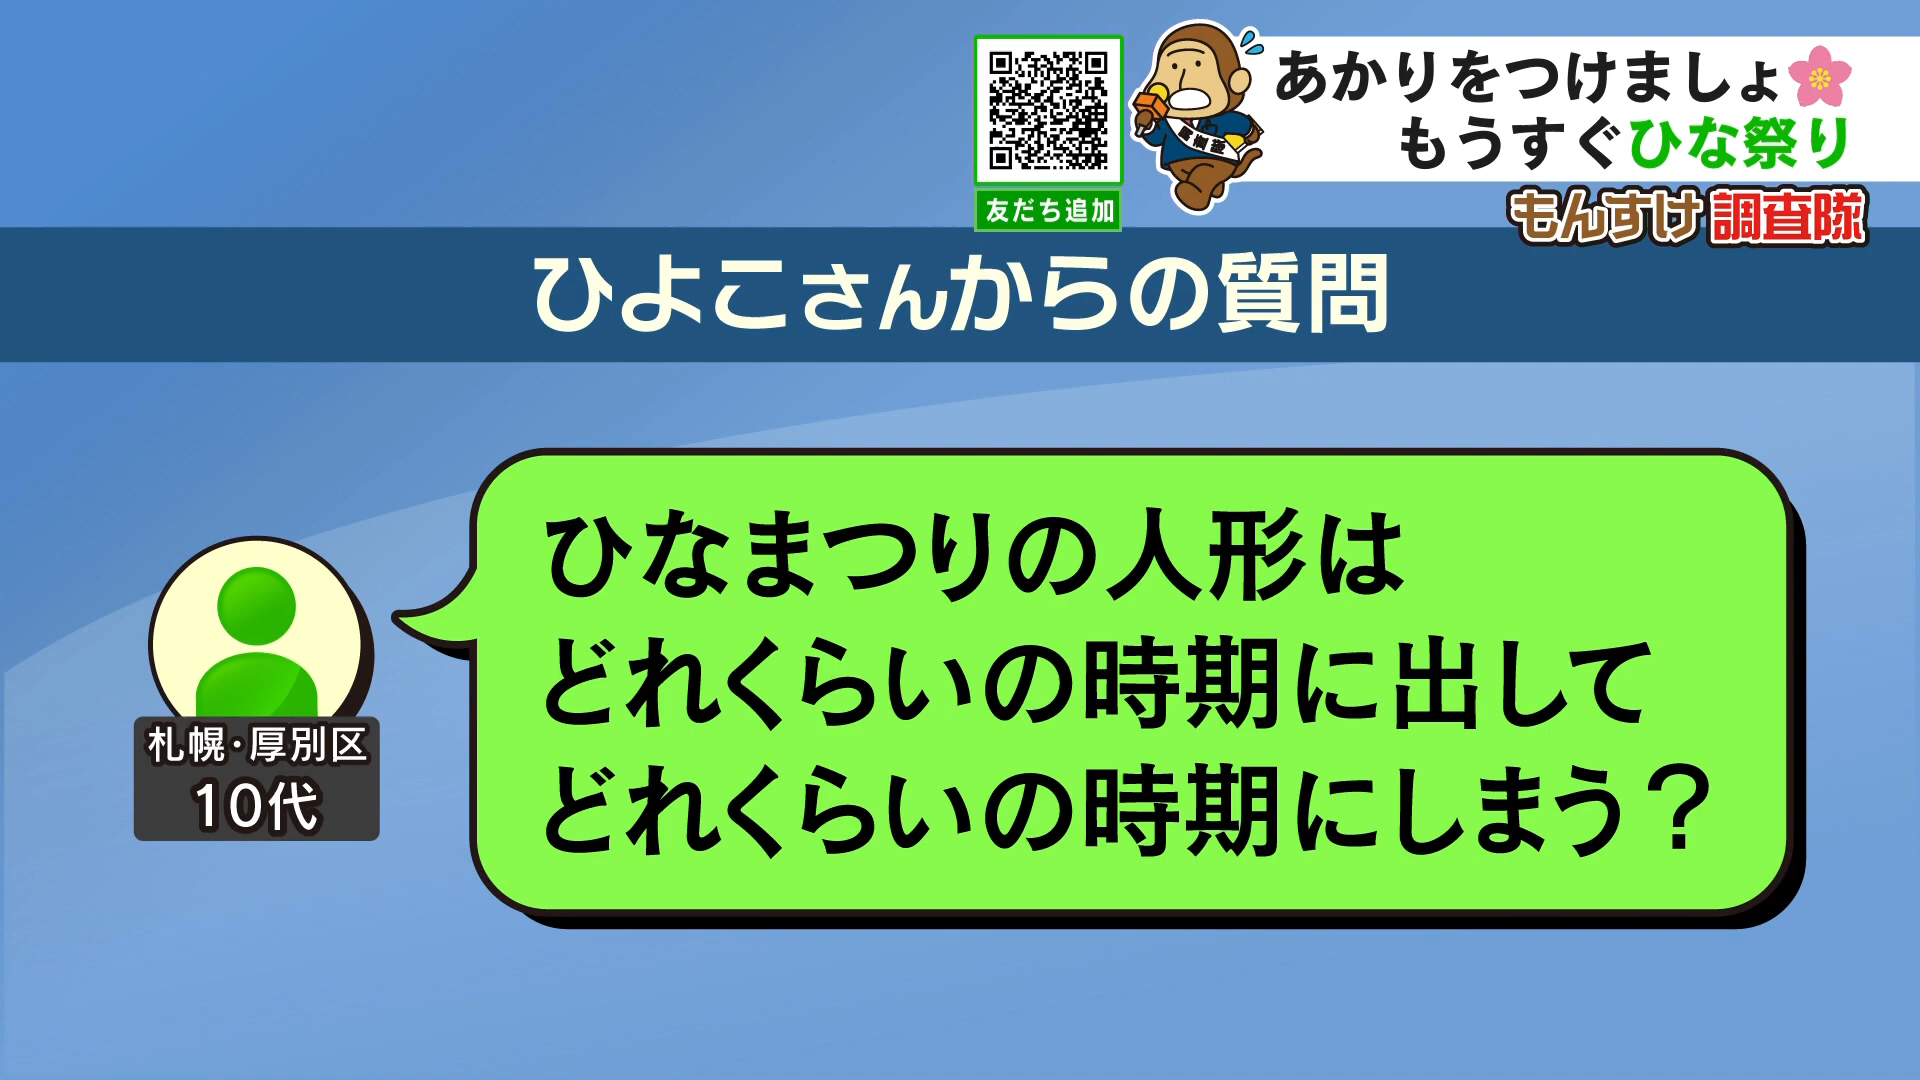 あかりをつけましょ
もうすぐひな祭り
もんすけ調査隊
調査隊
友だち追加
ひよこさんからの質問
ひなまつりの人形は
どれくらいの時期に出して
どれくらいの時期にしまう？
札幌・厚別区
10代